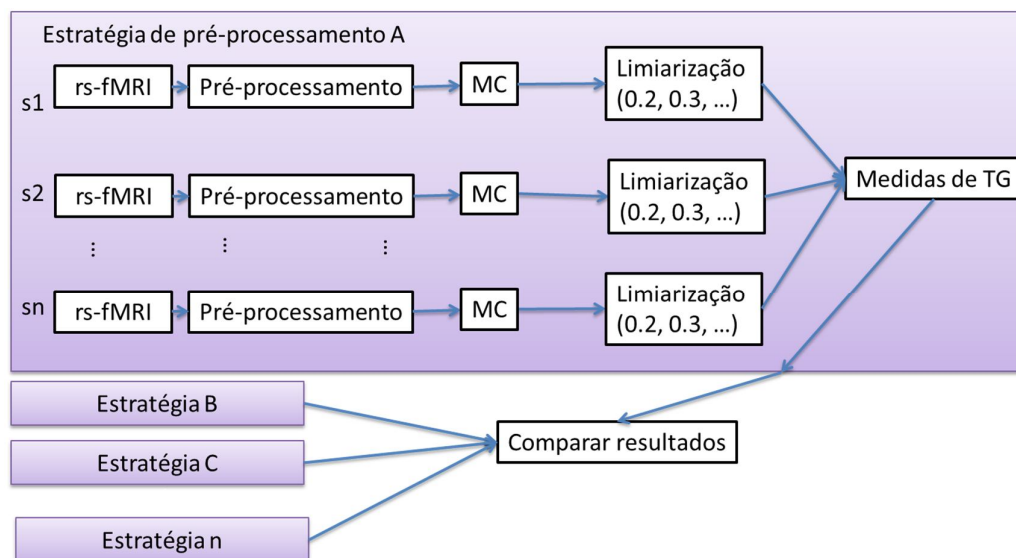 Estratégia de pré-processamento A
s1
rs-fMRI
Pré-processamento
MC
Limiarização
(0.2, 0.3, ...)
s2
rs-fMRI
Pré-processamento
MC
Limiarização
(0.2, 0.3, ...)
Medidas de TG
...
...
...
sn
rs-fMRI
Pré-processamento
MC
Limiarização
(0.2, 0.3, ...)
Estratégia B
Estratégia C
Estratégia n
Comparar resultados